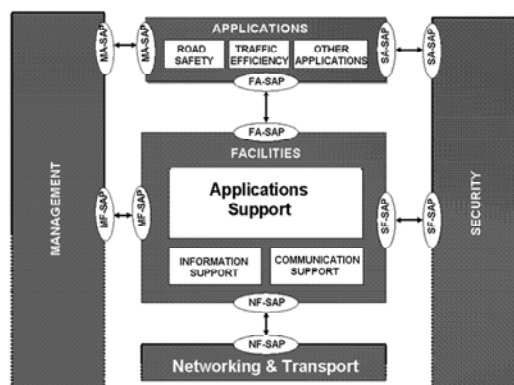 APPLICATIONS
MA-SAP
MA-SAP
ROAD
SAFETY
TRAFFIC
EFFICIENCY
OTHER
APPLICATIONS
SA-SAP
SA-SAP
FA-SAP
FA-SAP
FACILITIES
MANAGEMENT
Applications
Support
SECURITY
MF-SAP
MF-SAP
SF-SAP
SF-SAP
INFORMATION
SUPPORT
COMMUNICATION
SUPPORT
NF-SAP
NF-SAP
Networking & Transport